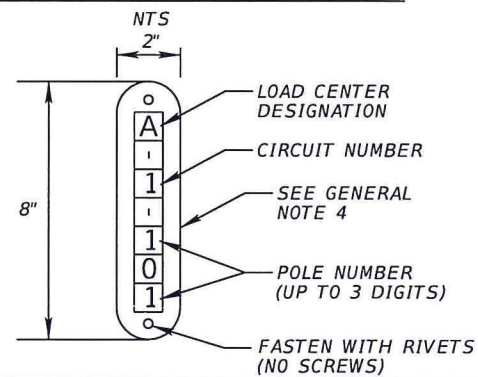 NTS
2"
LOAD CENTER
DESIGNATION
A
-
CIRCUIT NUMBER
1
-
SEE GENERAL
NOTE 4
8"
1
0
1
POLE NUMBER
(UP TO 3 DIGITS)
FASTEN WITH RIVETS
(NO SCREWS)